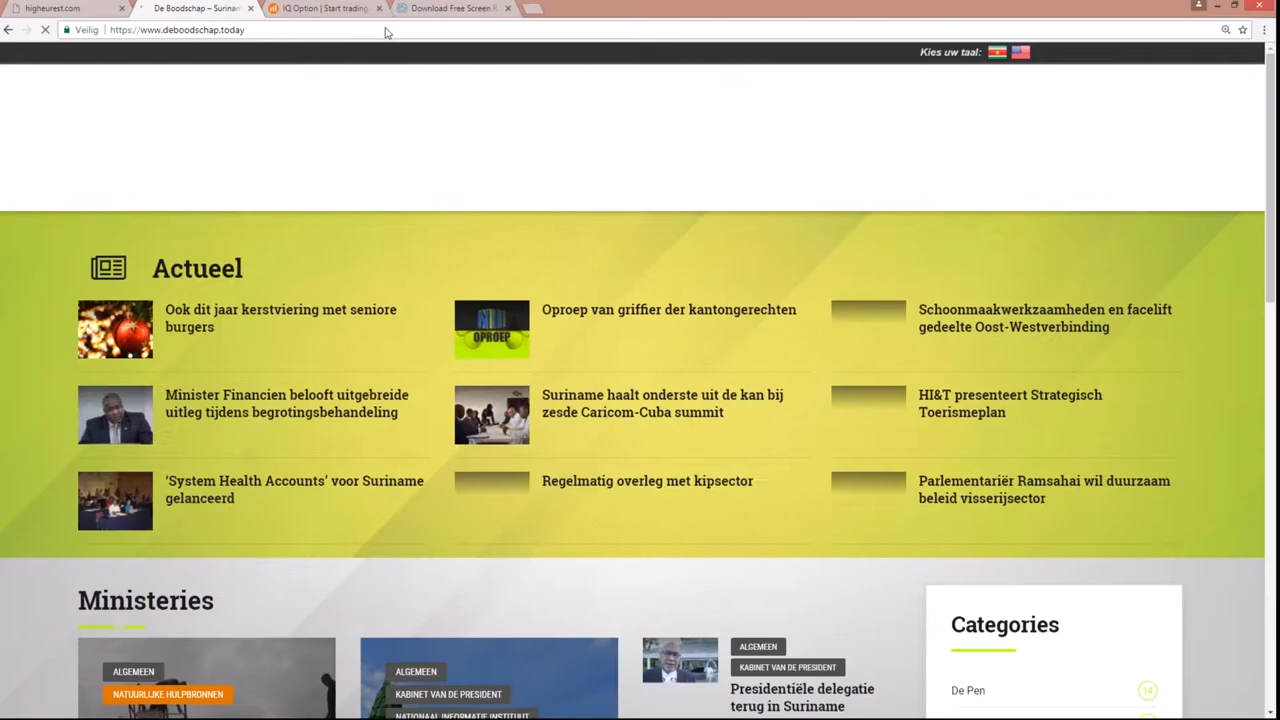 higheurest.com
De Boodschap – Surinam
IQ Option | Start trading
Download Free Screen R
Veilig
https://www.deboodschap.today
Kies uw taal:
Actueel
Ook dit jaar kerstviering met seniore
burgers
Oproep van griffier der kantongerechten
OPROEP
Schoonmaakwerkzaamheden en facelift
gedeelte Oost-Westverbinding
Minister Financien belooft uitgebreide
uitleg tijdens begrotingsbehandeling
Suriname haalt onderste uit de kan bij
zesde Caricom-Cuba summit
HI&T presenteert Strategisch
Toerismeplan
‘System Health Accounts’ voor Suriname
gelanceerd
Regelmatig overleg met kipsector
Parlementariër Ramsahai wil duurzaam
beleid visserijsector
Ministeries
ALGEMEEN
NATUURLIJKE HULPBRONNEN
ALGEMEEN
KABINET VAN DE PRESIDENT
NATIONAAL INFORMATIE INSTITUUT
ALGEMEEN
KABINET VAN DE PRESIDENT
Presidentiële delegatie
terug in Suriname
Categories
De Pen
14